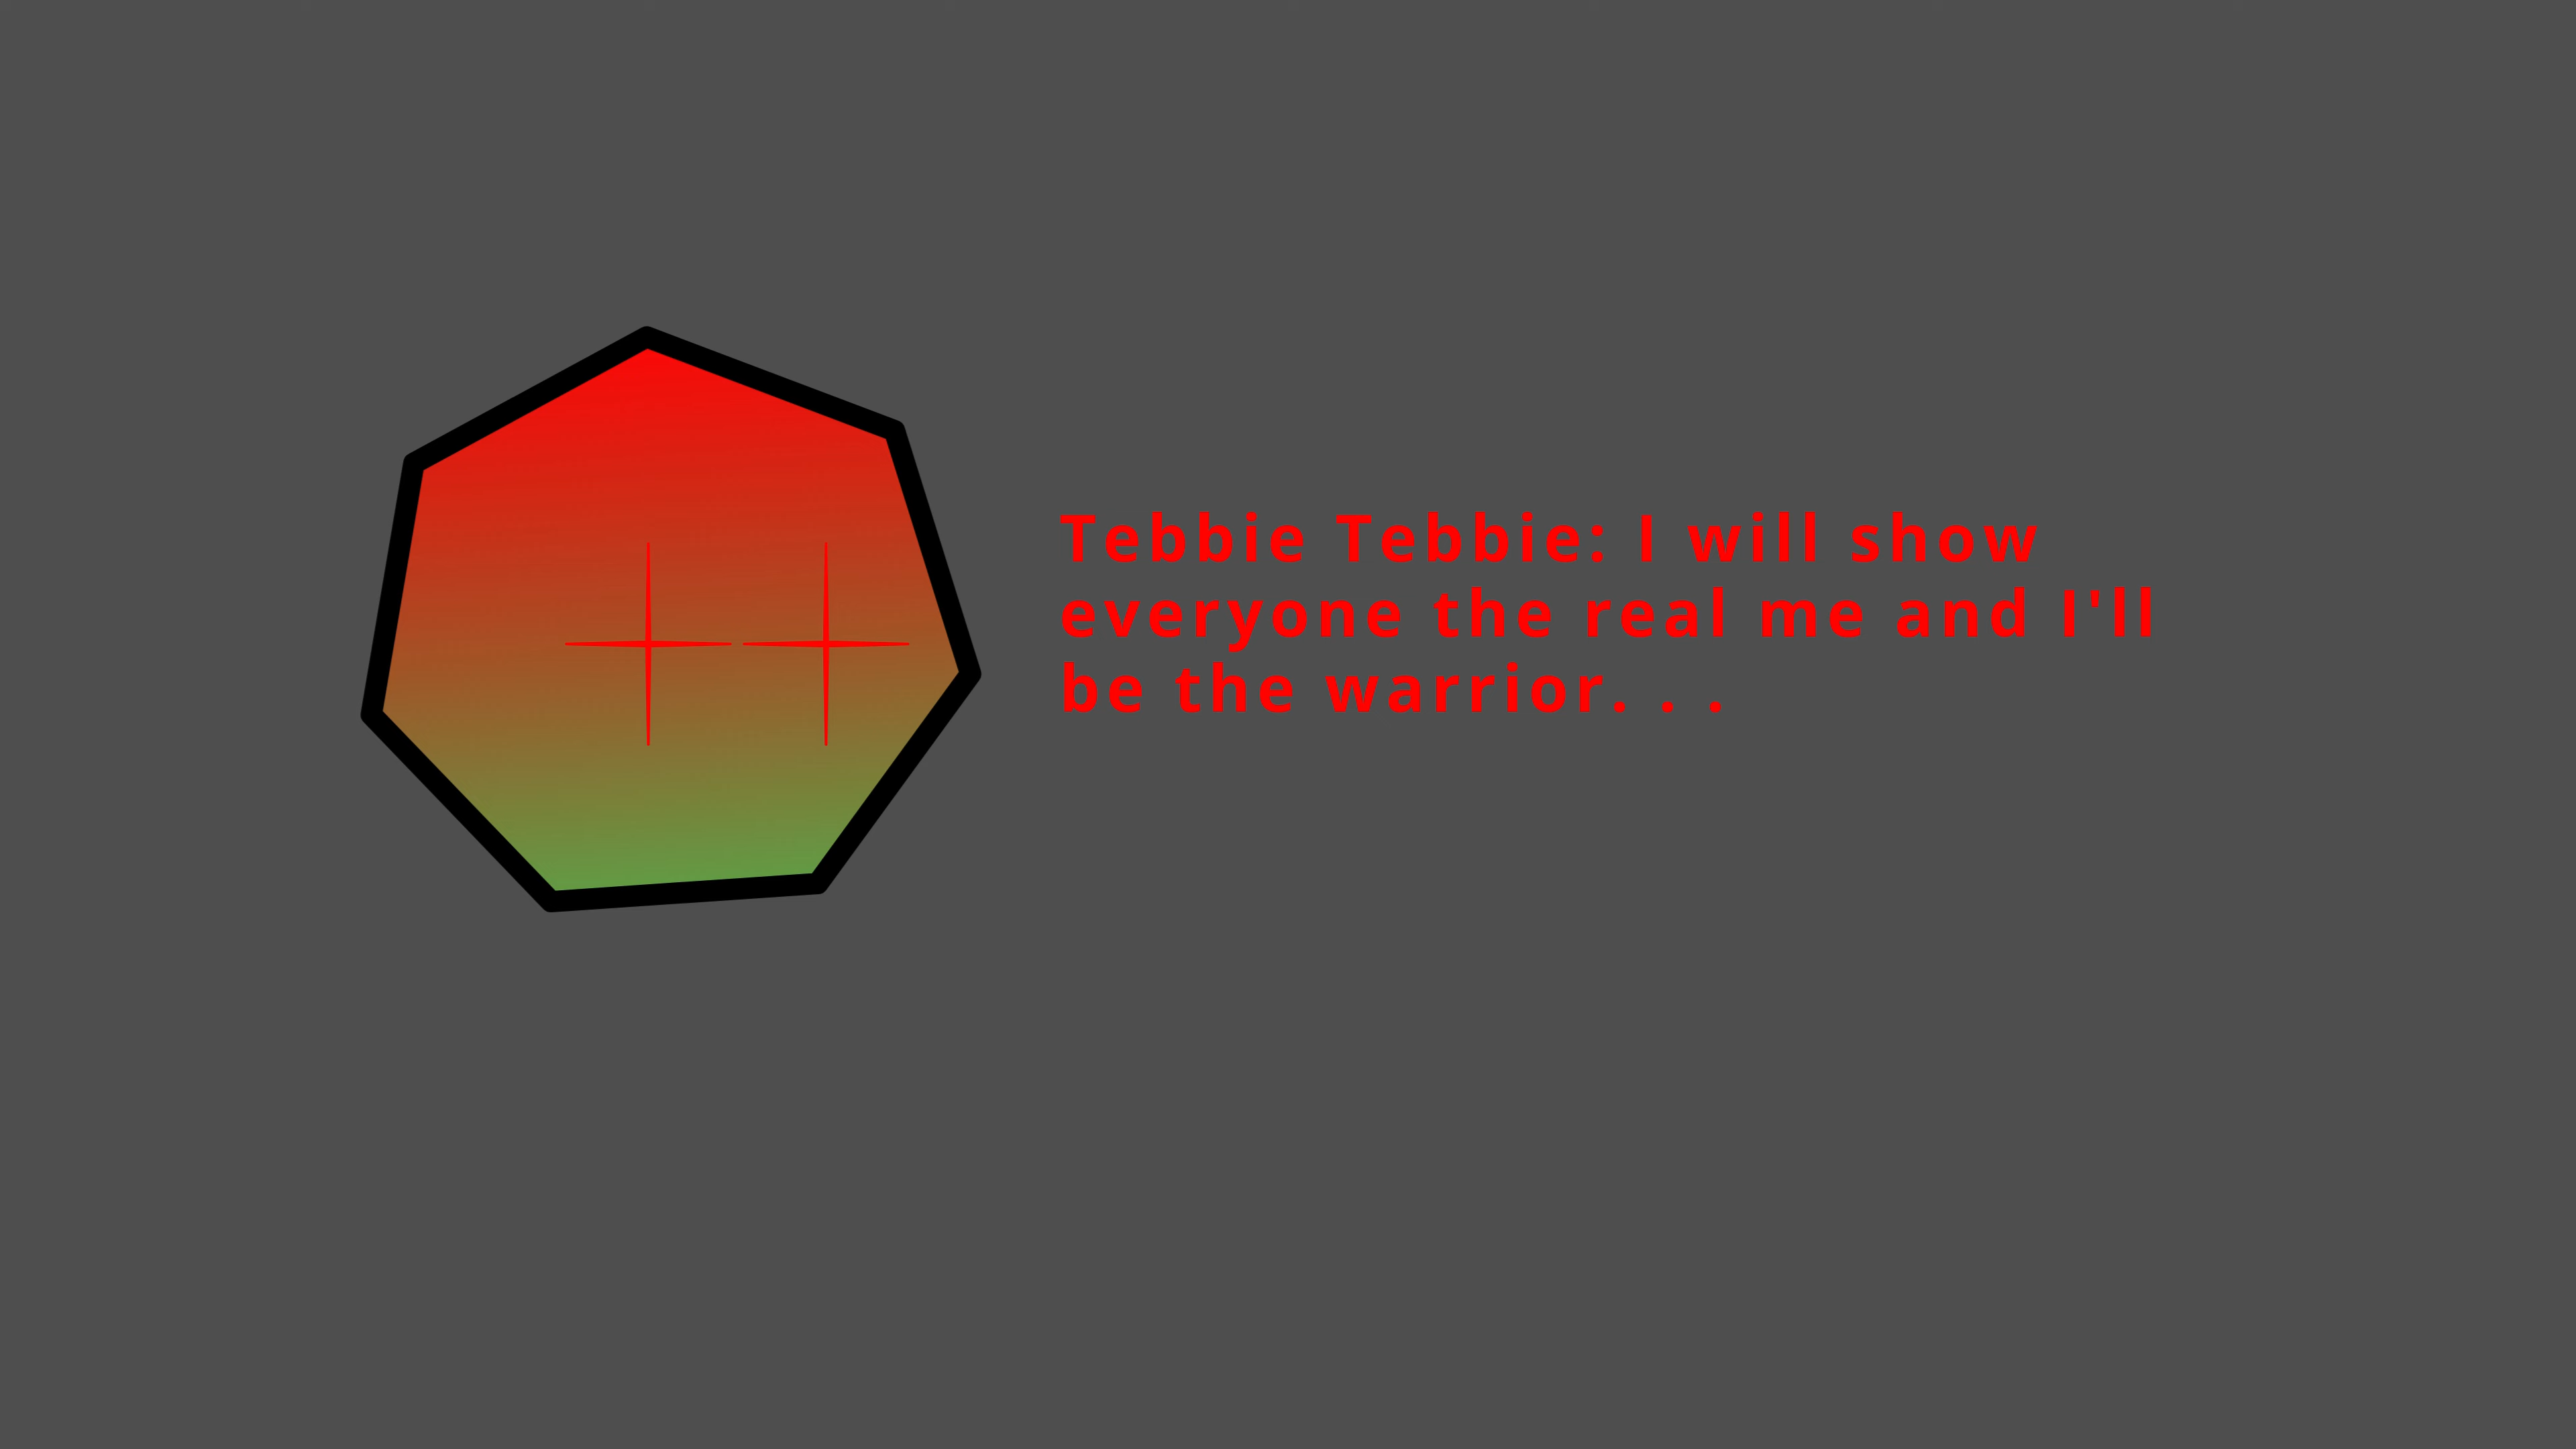 Tebbie Tebbie: I will show
everyone the real me and I'll
be the warrior. . .